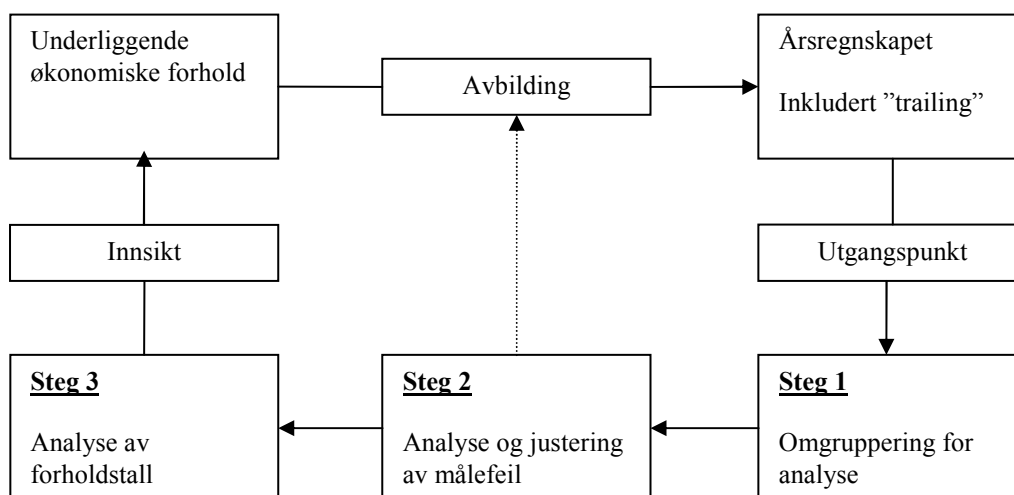 Underliggende
økonomiske forhold
Avbilding
Årsregnskapet
Inkludert ”trailing”
Innsikt
Utgangspunkt
Steg 3
Analyse av
forholdstall
Steg 2
Analyse og justering
av målefeil
Steg 1
Omgruppering for
analyse